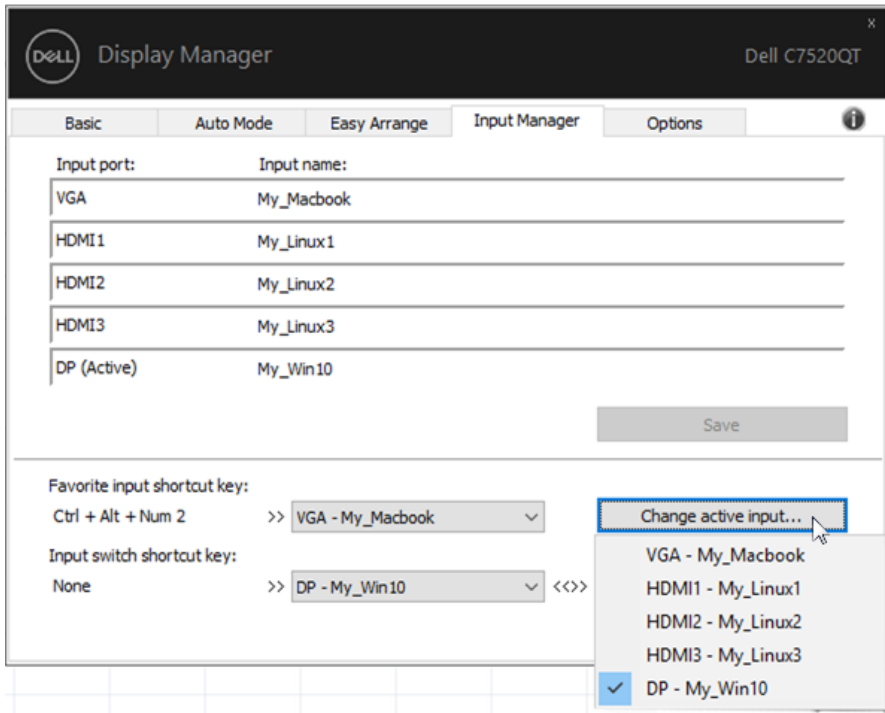 DELL Display Manager
x
Dell C7520QT
Basic Auto Mode Easy Arrange Input Manager Options
Input port: Input name:
VGA My_Macbook
HDMI1 My_Linux1
HDMI2 My_Linux2
HDMI3 My_Linux3
DP (Active) My_Win10
Save
Favorite input shortcut key:
Ctrl + Alt + Num 2 >> VGA - My_Macbook
Change active input...
Input switch shortcut key:
None >> DP - My_Win10 <<>>
VGA - My_Macbook
HDMI1 - My_Linux1
HDMI2 - My_Linux2
HDMI3 - My_Linux3
DP - My_Win10